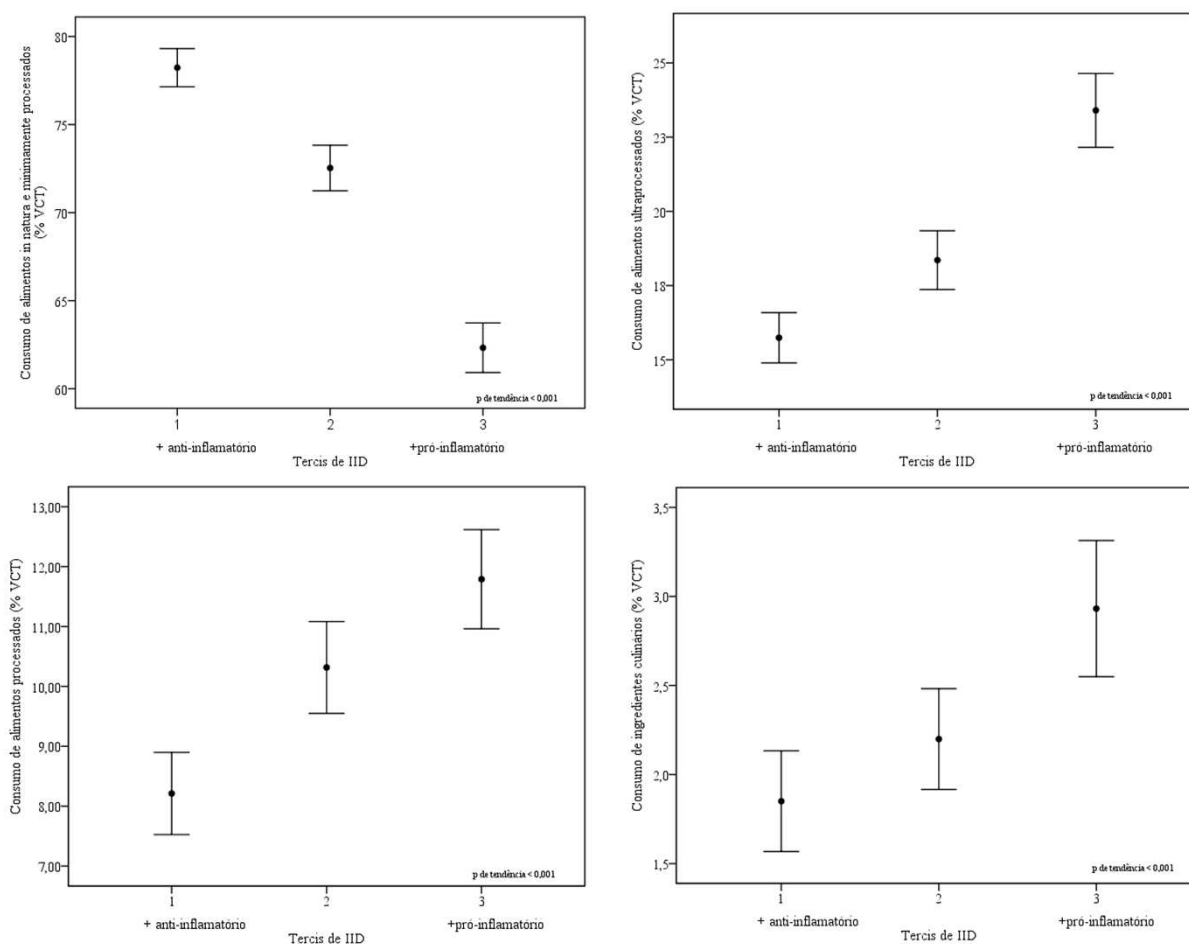 Consumo de alimentos in natura e minimamente processados
(% VCT)
80
75
70
65
60
p de tendência < 0,001
1
2
3
+ anti-inflamatório
+pró-inflamatório
Tercis de IID
Consumo de alimentos ultraprocessados (% VCT)
25
23
20
18
15
p de tendência < 0,001
1
2
3
+ anti-inflamatório
+pró-inflamatório
Tercis de IID
Consumo de alimentos processados (% VCT)
13,00
12,00
11,00
10,00
9,00
8,00
7,00
p de tendência < 0,001
1
2
3
+ anti-inflamatório
+pró-inflamatório
Tercis de IID
Consumo de ingredientes culinários (% VCT)
3,5
3,0
2,5
2,0
1,5
p de tendência < 0,001
1
2
3
+ anti-inflamatório
+pró-inflamatório
Tercis de IID